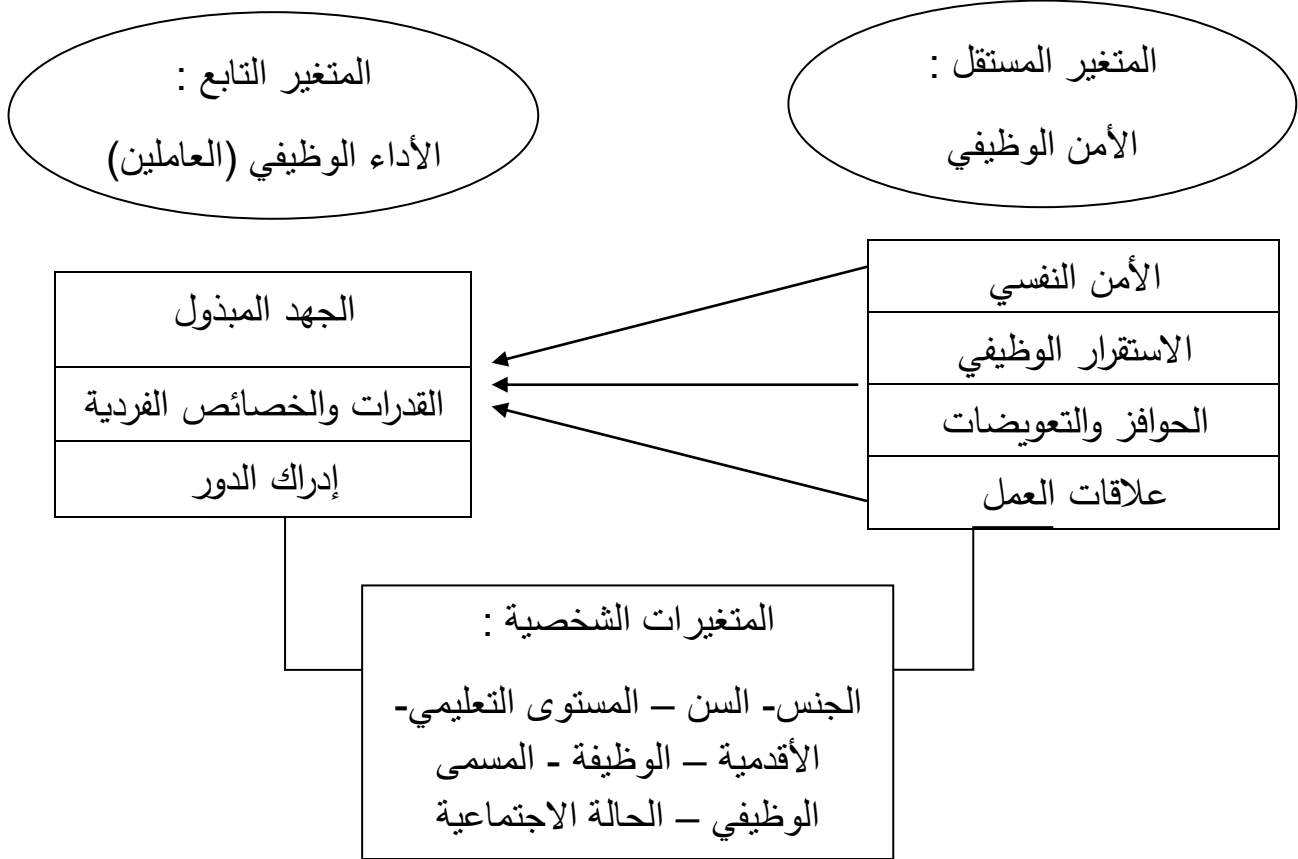 المتغير المستقل :
الأمن الوظيفي
المتغير التابع :
الأداء الوظيفي (العاملين)
الأمن النفسي
الاستقرار الوظيفي
الحوافز والتعويضات
علاقات العمل
الجهد المبذول
القدرات والخصائص الفردية
إدراك الدور
المتغيرات الشخصية :
الجنس- السن – المستوى التعليمي-
الأقدمية – الوظيفة - المسمى
الوظيفي – الحالة الاجتماعية